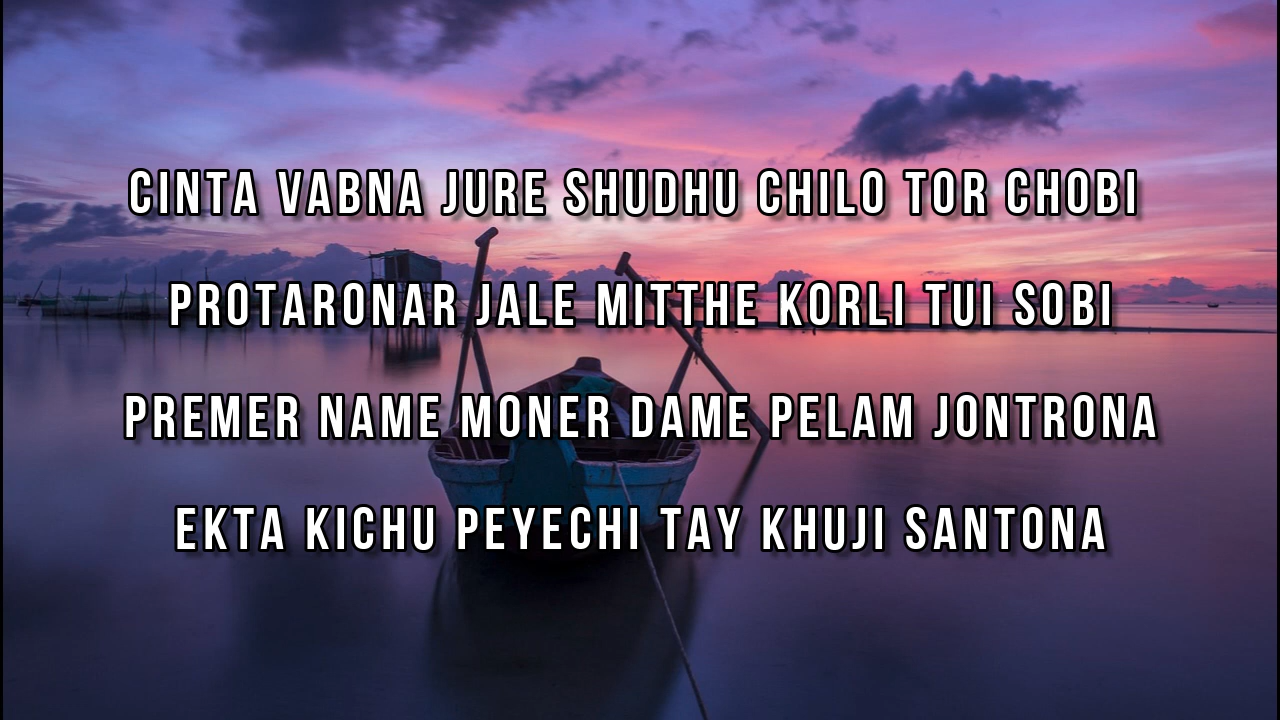 CINTA VABNA JURE SHUDHU CHILO TOR CHOBI
PROTARONAR JALE MITTHE KORLI TUI SOBI
PREMER NAME MONER DAME PELAM JONTRONA
EKTA KICHU PEYECHI TAY KHUJI SANTONA